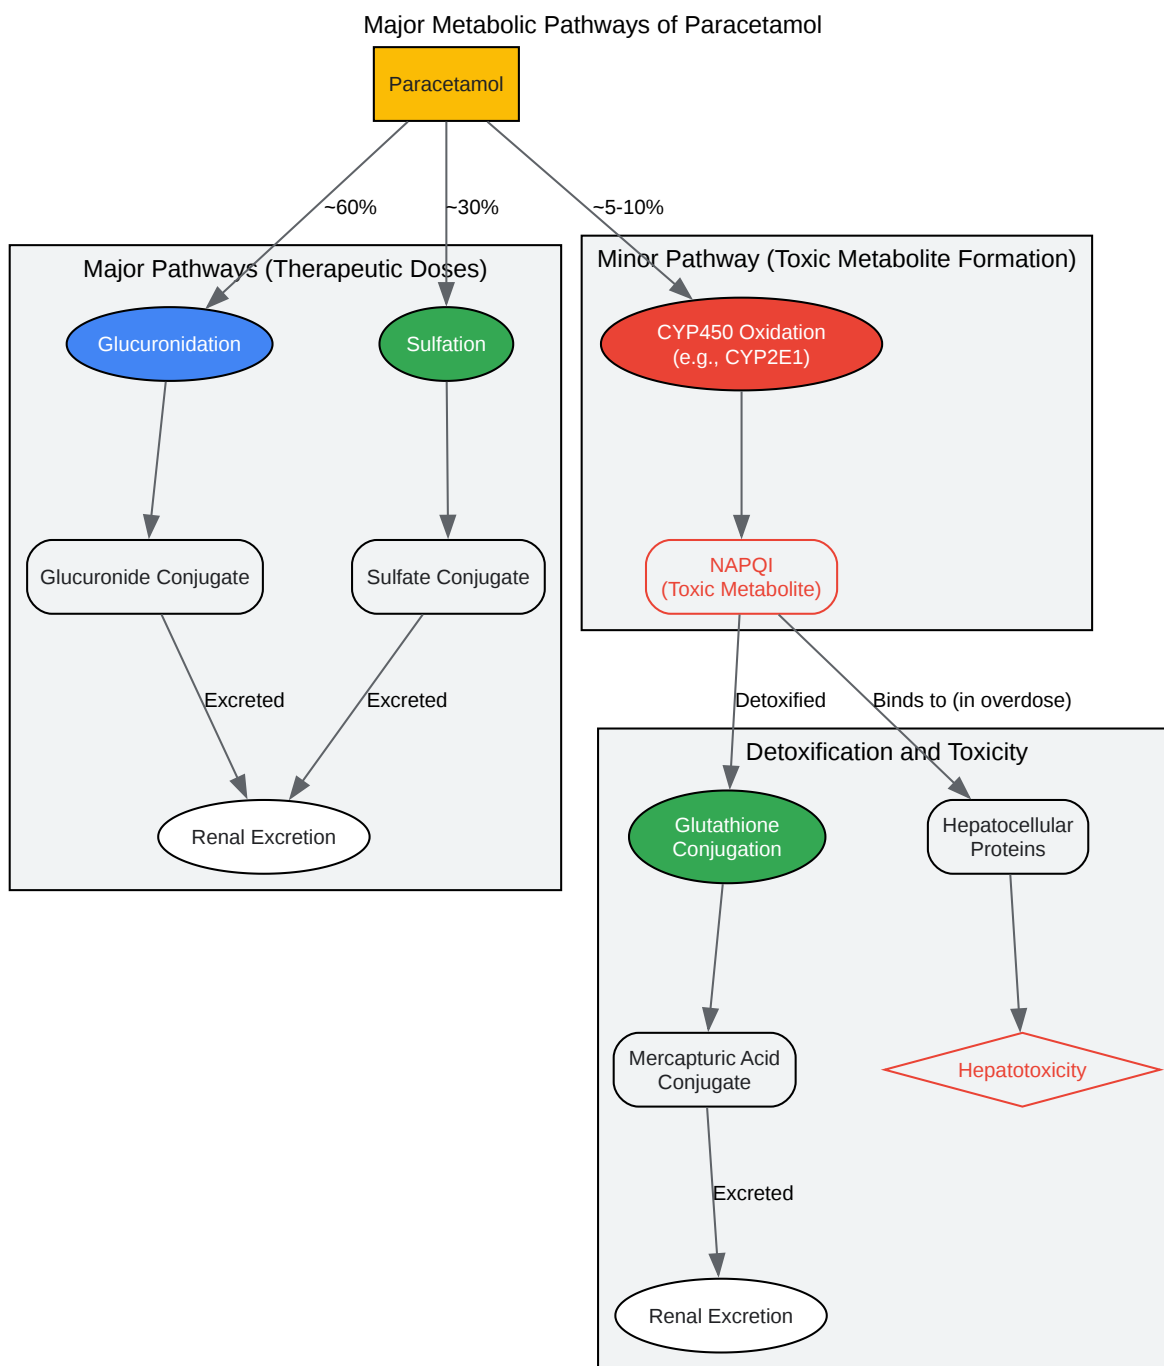 Major Metabolic Pathways of Paracetamol
Paracetamol
~60%
~30%
~5-10%
Major Pathways (Therapeutic Doses)
Minor Pathway (Toxic Metabolite Formation)
Glucuronidation
Sulfation
CYP450 Oxidation
(e.g., CYP2E1)
Glucuronide Conjugate
Sulfate Conjugate
NAPQI
(Toxic Metabolite)
Excreted
Excreted
Detoxified
Binds to (in overdose)
Detoxification and Toxicity
Renal Excretion
Glutathione
Conjugation
Hepatocellular
Proteins
Mercapturic Acid
Conjugate
Hepatotoxicity
Excreted
Renal Excretion